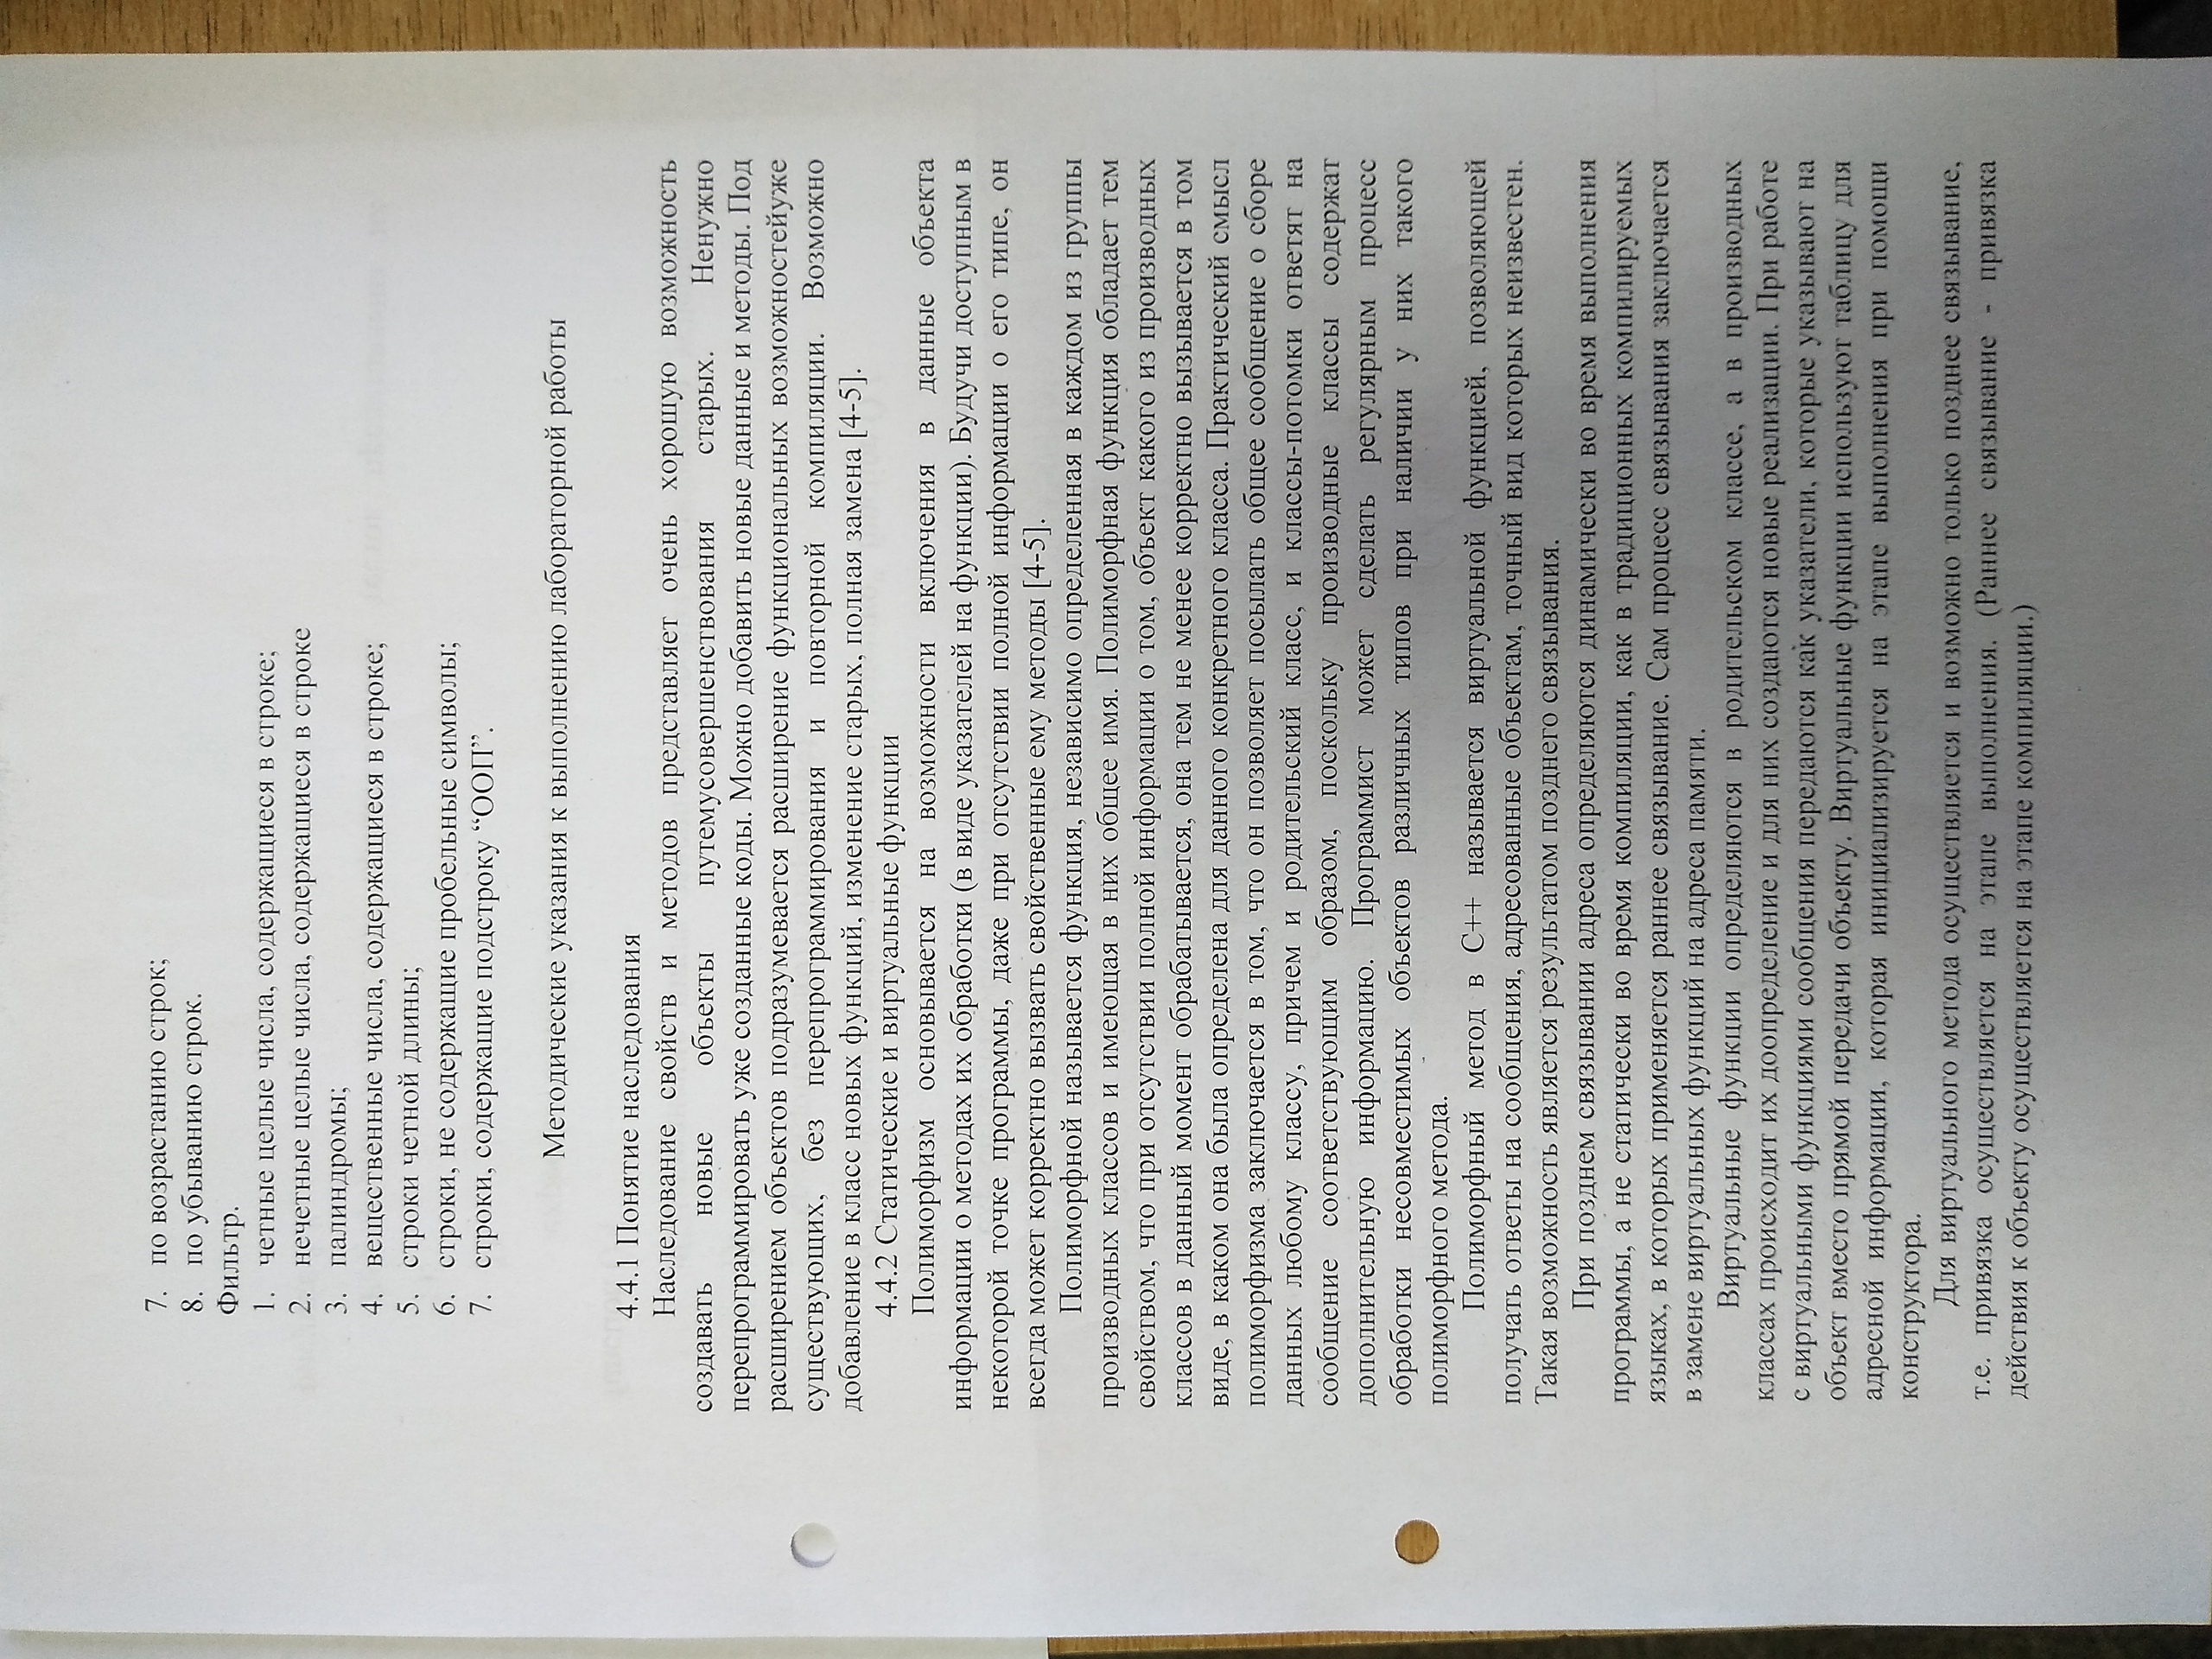 7. по возрастанию строк;
8. по убыванию строк.
Фильтр.
1. четные целые числа, содержащиеся в строке;
2. нечетные целые числа, содержащиеся в строке
3. палиндромы;
4. вещественные числа, содержащиеся в строке;
5. строки четной длины;
6. строки, не содержащие пробельные символы;
7. строки, содержащие подстроку “ООП”.
Методические указания к выполнению лабораторной работы
4.4.1 Понятие наследования
Наследование свойств и методов представляет очень хорошую возможность
создавать новые объекты путемусовершенствования старых. Ненужно
перепрограммировать уже созданные коды. Можно добавить новые данные и методы. Под
расширением объектов подразумевается расширение функциональных возможностейуже
существующих, без перепрограммирования и повторной компиляции. Возможно
добавление в класс новых функций, изменение старых, полная замена [4-5].
4.4.2 Статические и виртуальные функции
Полиморфизм основывается на возможности включения в данные объекта
информации о методах их обработки (в виде указателей на функции). Будучи доступным в
некоторой точке программы, даже при отсутствии полной информации о его типе, он
всегда может корректно вызвать свойственные ему методы [4-5].
Полиморфной называется функция, независимо определенная в каждом из группы
производных классов и имеющая в них общее имя. Полиморфная функция обладает тем
свойством, что при отсутствии полной информации о том, объект какого из производных
классов в данный момент обрабатывается, она тем не менее корректно вызывается в том
виде, в каком она была определена для данного конкретного класса. Практический смысл
полиморфизма заключается в том, что он позволяет посылать общее сообщение о сборе
данных любому классу, причем и родительский класс, и классы-потомки ответят на
сообщение соответствующим образом, поскольку производные классы содержат
дополнительную информацию. Программист может сделать регулярным процесс
обработки несовместимых объектов различных типов при наличии у них такого
полиморфного метода.
Полиморфный метод в С++ называется виртуальной функцией, позволяющей
получать ответы на сообщения, адресованные объектам, точный вид которых неизвестен.
Такая возможность является результатом позднего связывания.
При позднем связывании адреса определяются динамически во время выполнения
программы, а не статически во время компиляции, как в традиционных компилируемых
языках, в которых применяется раннее связывание. Сам процесс связывания заключается
в замене виртуальных функций на адреса памяти.
Виртуальные функции определяются в родительском классе, а в производных
классах происходит их доопределение и для них создаются новые реализации. При работе
с виртуальными функциями сообщения передаются как указатели, которые указывают на
объект вместо прямой передачи объекту. Виртуальные функции используют таблицу для
адресной информации, которая инициализируется на этапе выполнения при помощи
конструктора.
Для виртуального метода осуществляется и возможно только позднее связывание,
т.е. привязка осуществляется на этапе выполнения. (Раннее связывание - привязка
действия к объекту осуществляется на этапе компиляции.)